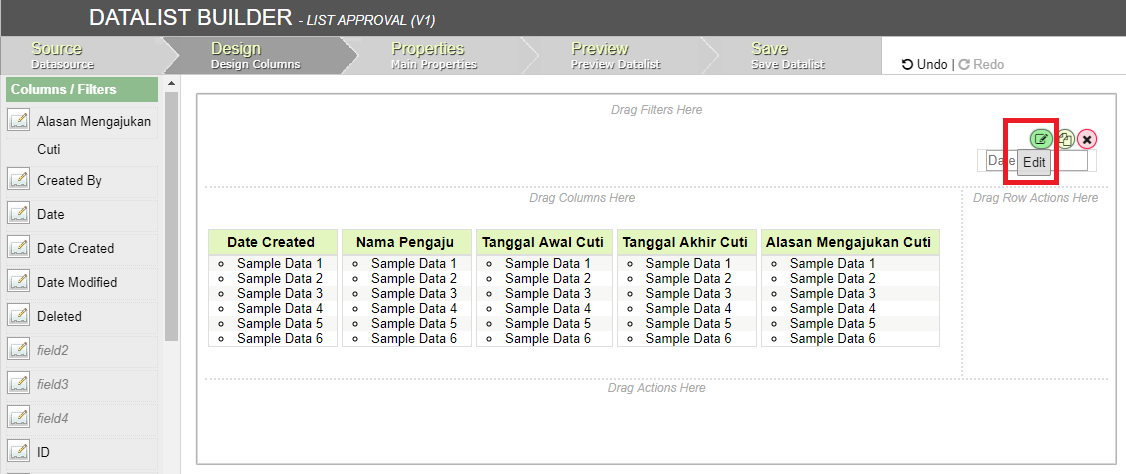 DATALIST BUILDER - LIST APPROVAL (V1)
Source
Datasource
Design
Design Columns
Properties
Main Properties
Preview
Preview Datalist
Save
Save Datalist
Undo | Redo
Columns / Filters
Alasan Mengajukan
Cuti
Created By
Date
Date Created
Date Modified
Deleted
field2
field3
field4
ID
Drag Filters Here
Date
Edit
Drag Columns Here
Drag Row Actions Here
Date Created Nama Pengaju Tanggal Awal Cuti Tanggal Akhir Cuti Alasan Mengajukan Cuti
Sample Data 1 Sample Data 1 Sample Data 1 Sample Data 1 Sample Data 1
Sample Data 2 Sample Data 2 Sample Data 2 Sample Data 2 Sample Data 2
Sample Data 3 Sample Data 3 Sample Data 3 Sample Data 3 Sample Data 3
Sample Data 4 Sample Data 4 Sample Data 4 Sample Data 4 Sample Data 4
Sample Data 5 Sample Data 5 Sample Data 5 Sample Data 5 Sample Data 5
Sample Data 6 Sample Data 6 Sample Data 6 Sample Data 6 Sample Data 6
Drag Actions Here